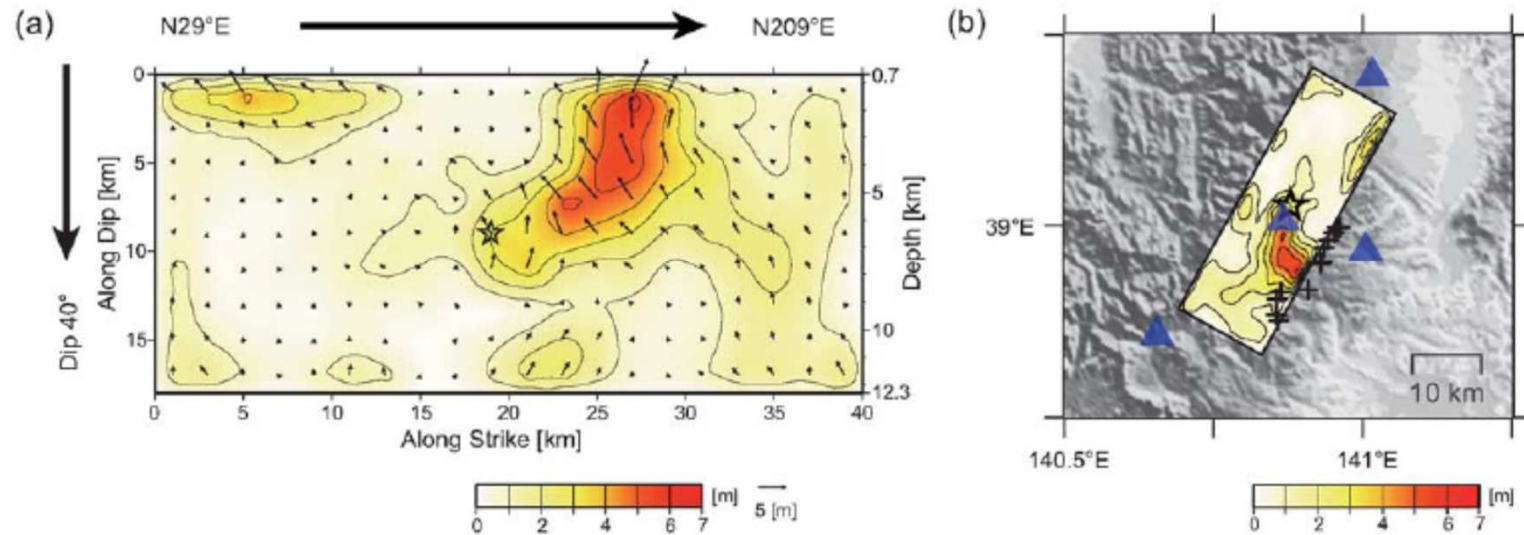 (a)
N29°E
N209°E
(b)
0
0.7
5
5
10
10
15
12.3
Along Dip [km]
Depth [km]
Dip 40°
0
5
10
15
20
25
30
35
40
Along Strike [km]
0
2
4
6
7
[m]
5 [m]
39°E
10 km
140.5°E
141°E
0
2
4
6
7
[m]